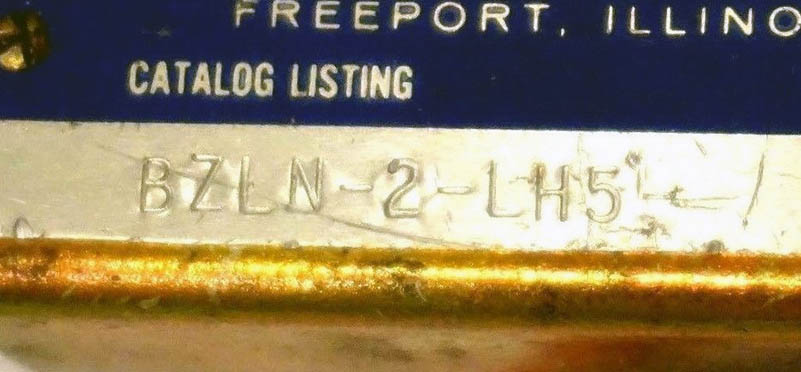 FREEPORT, ILLINO
CATALOG LISTING
BZLN-2-LH5